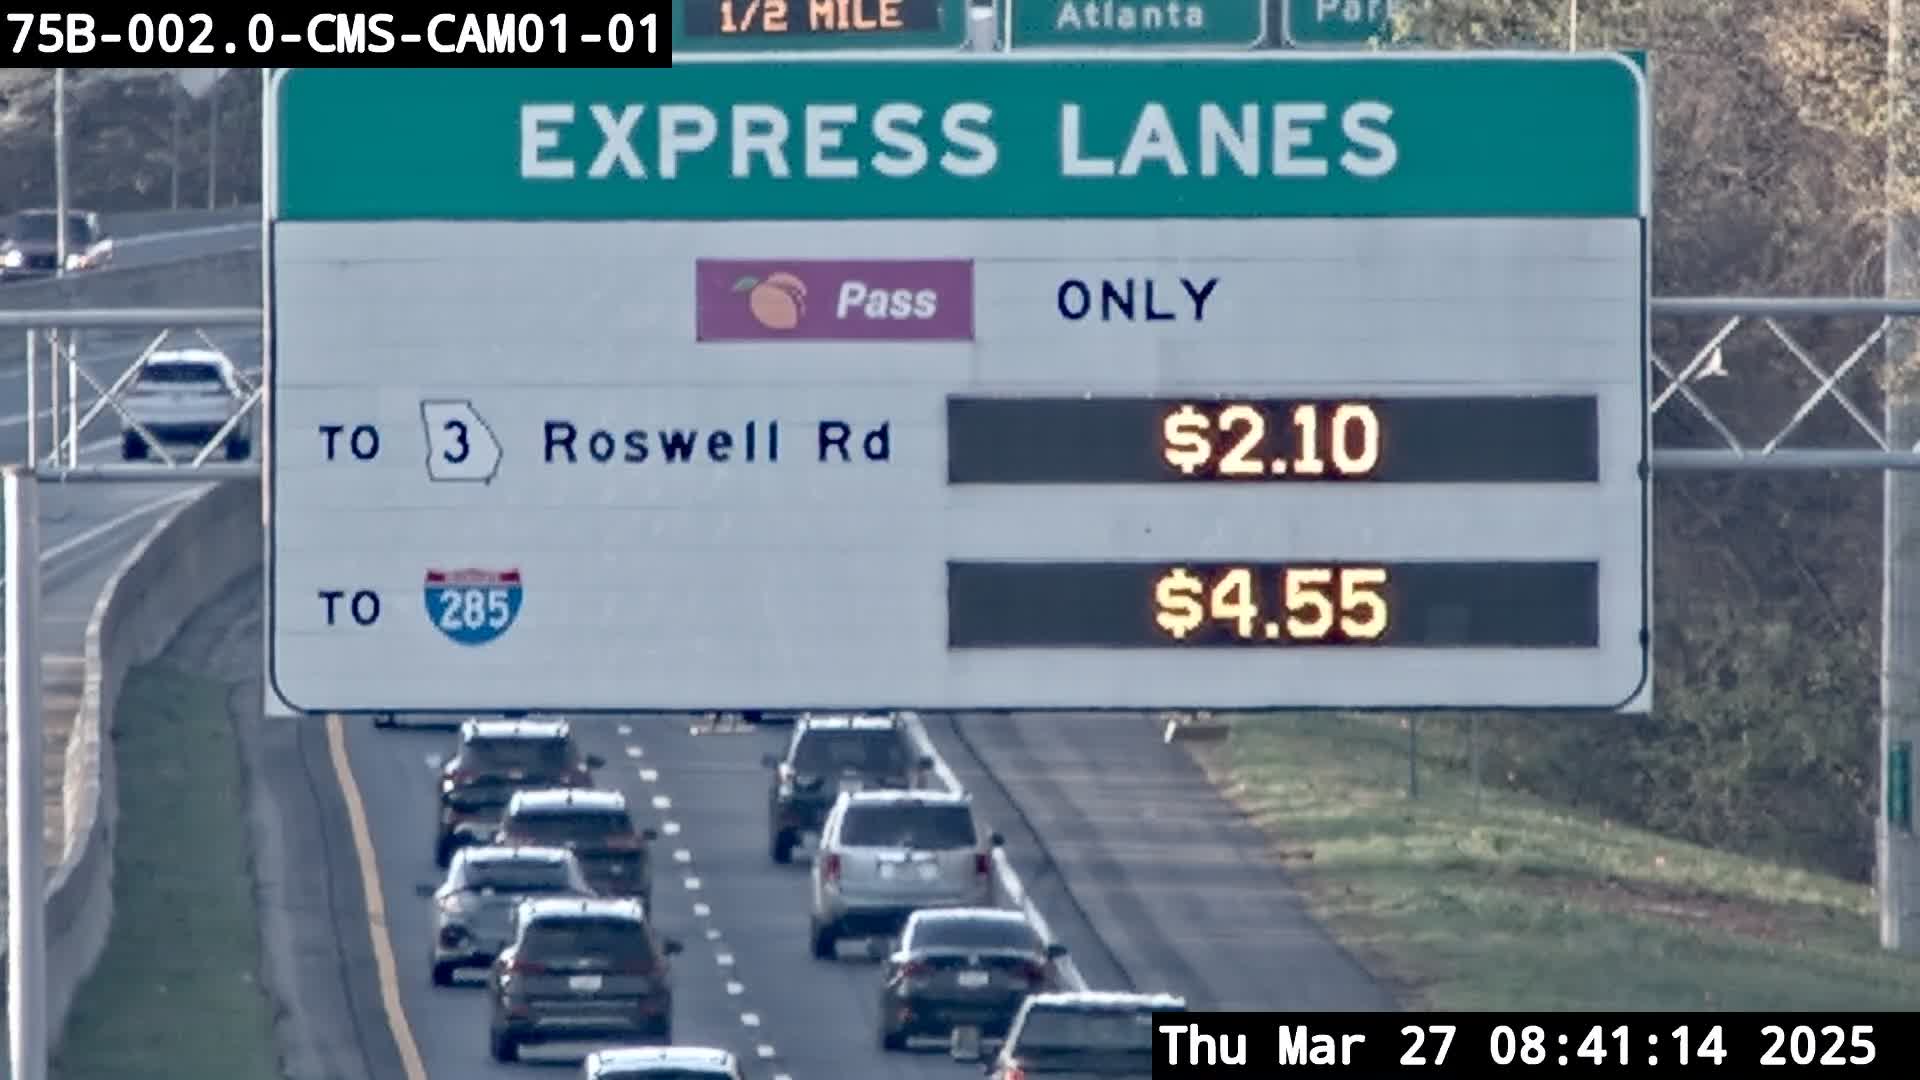 75B-002.0-CMS-CAM01-01
1/2 MILE
Atlanta
EXPRESS LANES
Pass ONLY
TO 3 Roswell Rd $2.10
TO 285 $4.55
Thu Mar 27 08:41:14 2025